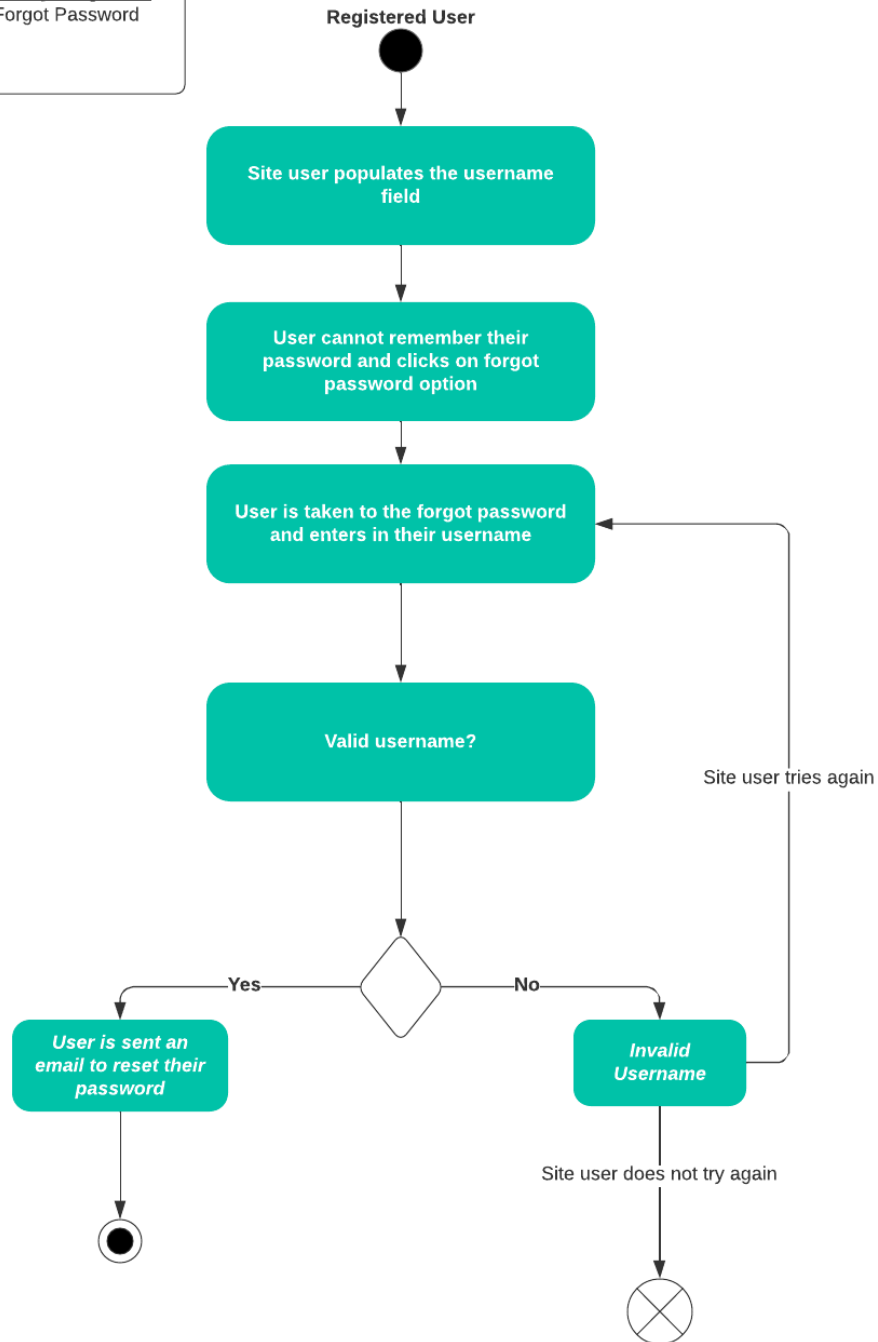 Forgot Password
Registered User
Site user populates the username
field
User cannot remember their
password and clicks on forgot
password option
User is taken to the forgot password
and enters in their username
Valid username?
Site user tries again
Yes
No
User is sent an
email to reset their
password
Invalid
Username
Site user does not try again